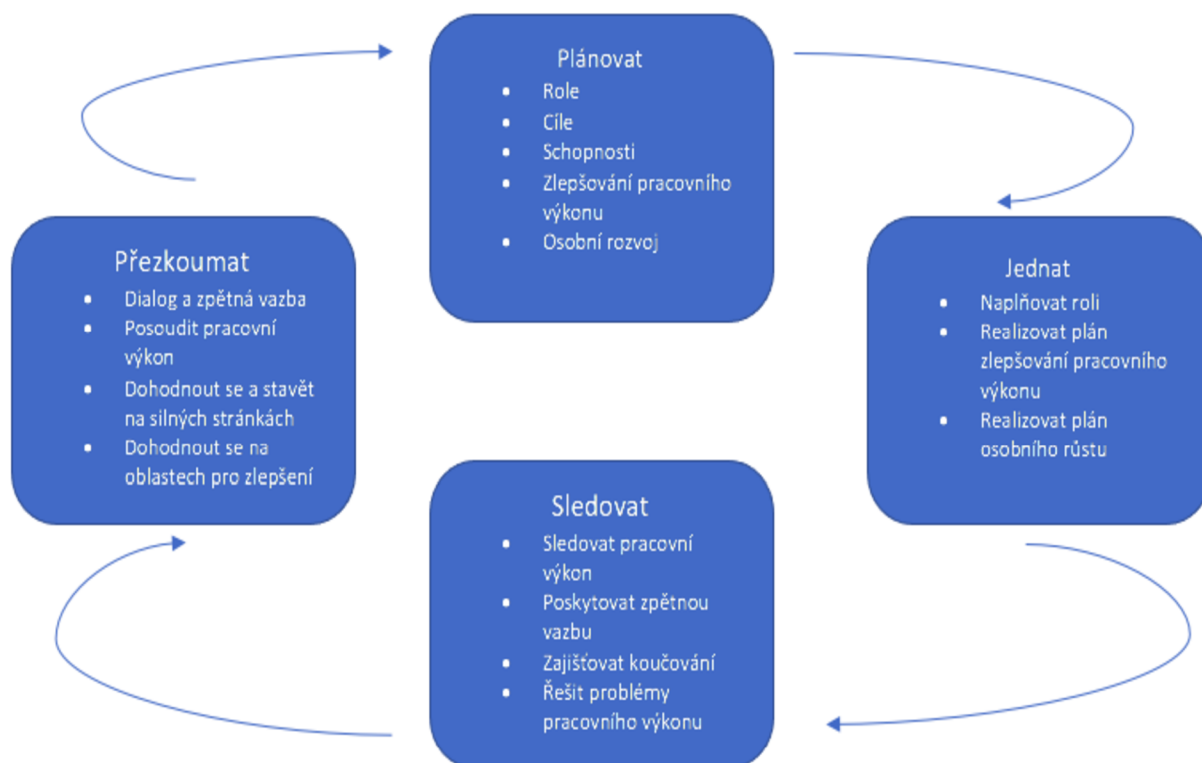 Plánovat
• Role
• Cíle
• Schopnosti
• Zlepšování pracovního
výkonu
• Osobní rozvoj
Jednat
• Naplňovat roli
• Realizovat plán
zlepšování pracovního
výkonu
• Realizovat plán
osobního růstu
Sledovat
• Sledovat pracovní
výkon
• Poskytovat zpětnou
vazbu
• Zajišťovat koučování
• Řešit problémy
pracovního výkonu
Přezkoumat
• Dialog a zpětná vazba
• Posoudit pracovní
výkon
• Dohodnout se a stavět
na silných stránkách
• Dohodnout se na
oblastech pro zlepšení